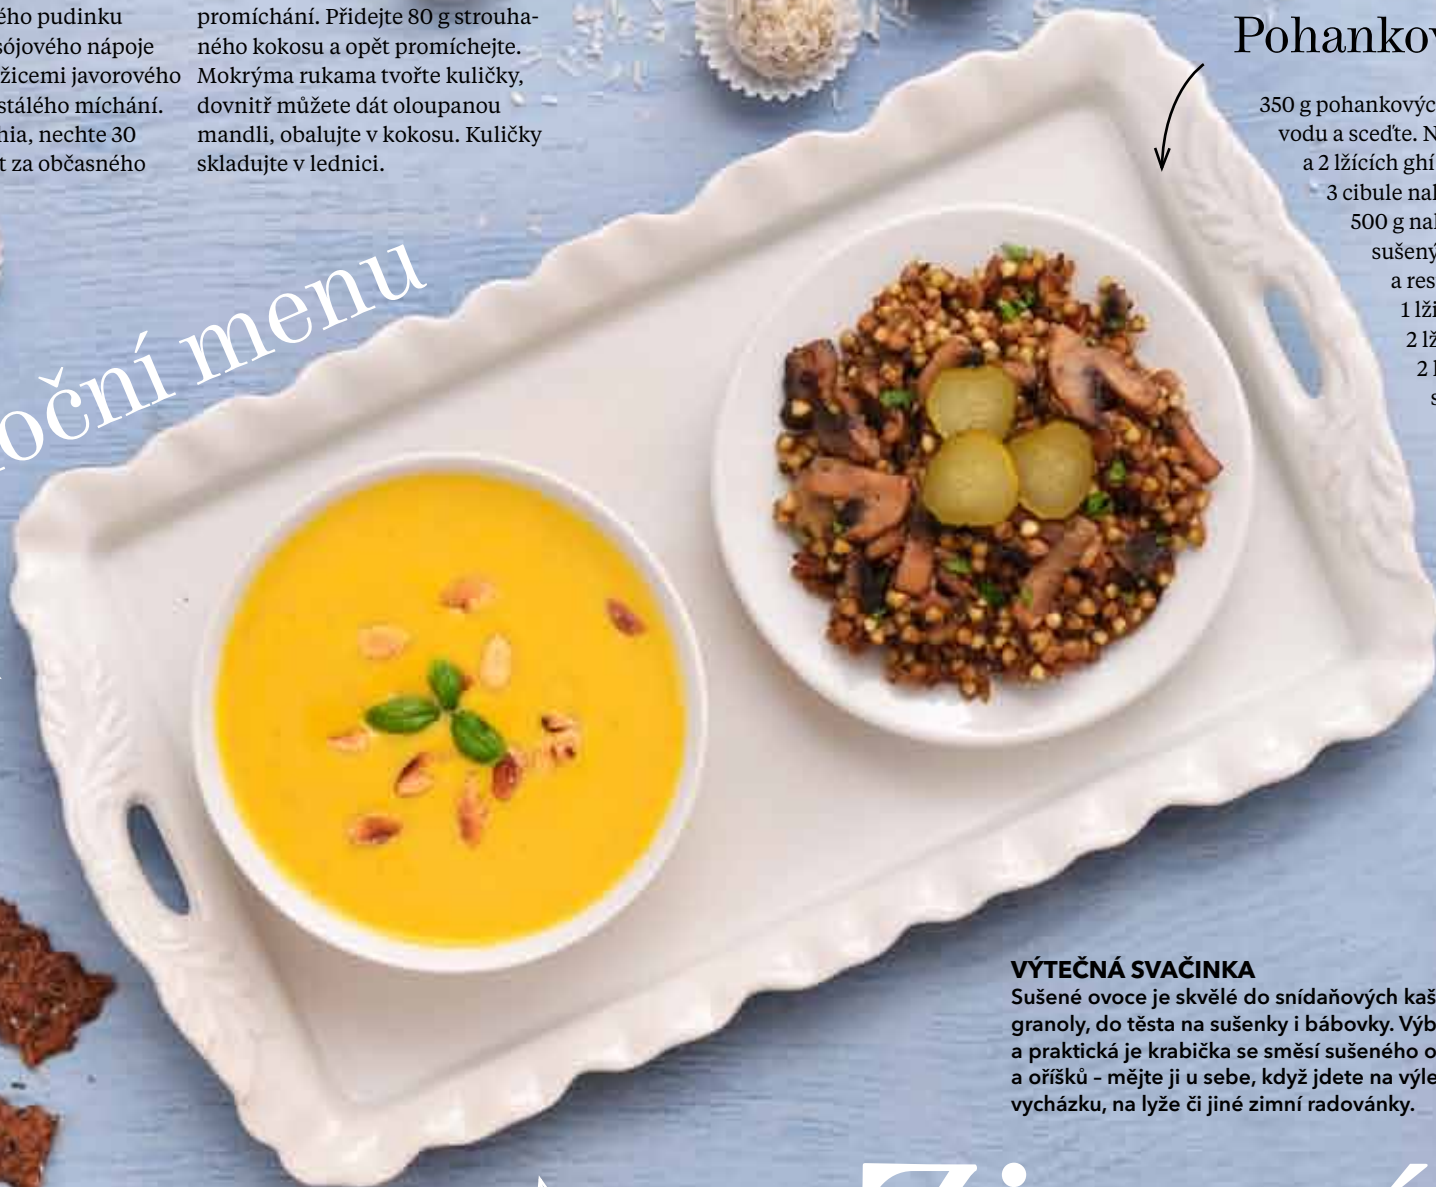 ého pudinku
sójového nápoje
žicemi javorového
stálého míchání.
nia, nechte 30
t za občasného
promíchání. Přidejte 80 g strouha-
ného kokosu a opět promíchejte.
Mokrýma rukama tvořte kuličky,
dovnitř můžete dát oloupanou
mandli, obalujte v kokosu. Kuličky
skladujte v lednici.
Pohankov
350 g pohankovýc
vodu a sceďte. N
a 2 lžících ghí
3 cibule nal
500 g nal
sušený
a res
1 lži
2 lž
2 l
s
oční menu
VÝTEČNÁ SVAČINKA
Sušené ovoce je skvělé do snídaňových kaš
granoly, do těsta na sušenky i bábovky. Výb
a praktická je krabička se směsí sušeného o
a oříšků – mějte ji u sebe, když jdete na výle
vycházku, na lyže či jiné zimní radovánky.